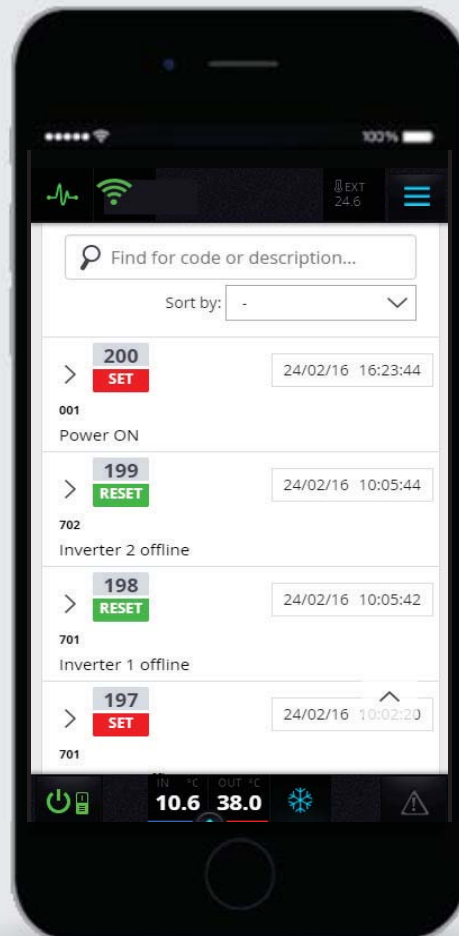 100%
EXT
24.6
Find for code or description...
Sort by: -
200
SET
24/02/16 16:23:44
001
Power ON
199
RESET
24/02/16 10:05:44
702
Inverter 2 offline
198
RESET
24/02/16 10:05:42
701
Inverter 1 offline
197
SET
24/02/16 10:02:20
701
IN °C OUT °C
10.6 38.0